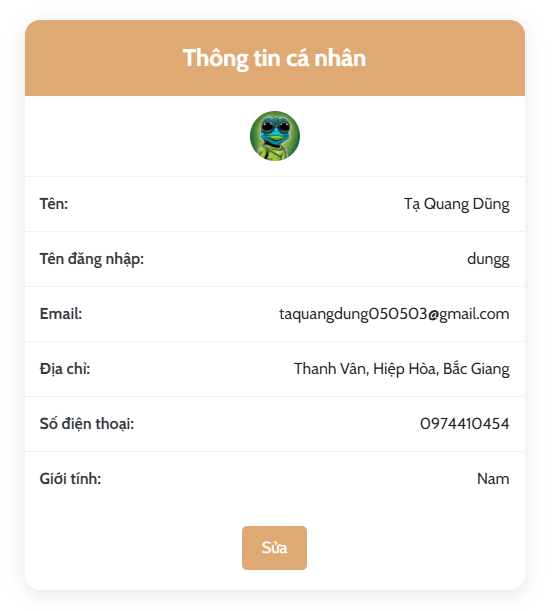 Thông tin cá nhân
Tên: Tạ Quang Dũng
Tên đăng nhập: dungg
Email: taquangdung050503@gmail.com
Địa chỉ: Thanh Vân, Hiệp Hòa, Bắc Giang
Số điện thoại: 0974410454
Giới tính: Nam
Sửa